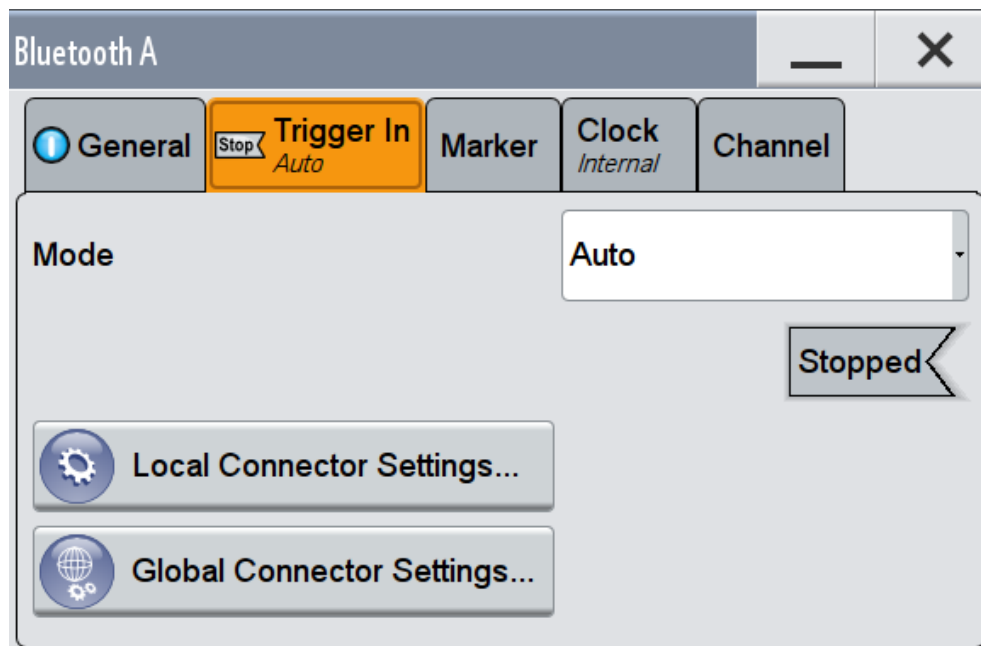 Bluetooth A
General
Stop
Trigger In
Auto
Marker
Clock
Internal
Channel
Mode
Auto
Stopped
Local Connector Settings...
Global Connector Settings...